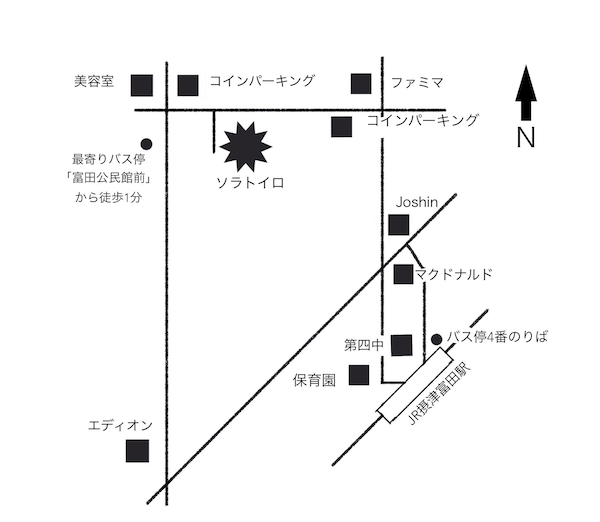 美容室
コインパーキング
ファミマ
コインパーキング
N
最寄りバス停
「富田公民館前」
から徒歩1分
ソラトイロ
Joshin
マクドナルド
バス停4番のりば
第四中
保育園
JR摂津富田駅
エディオン